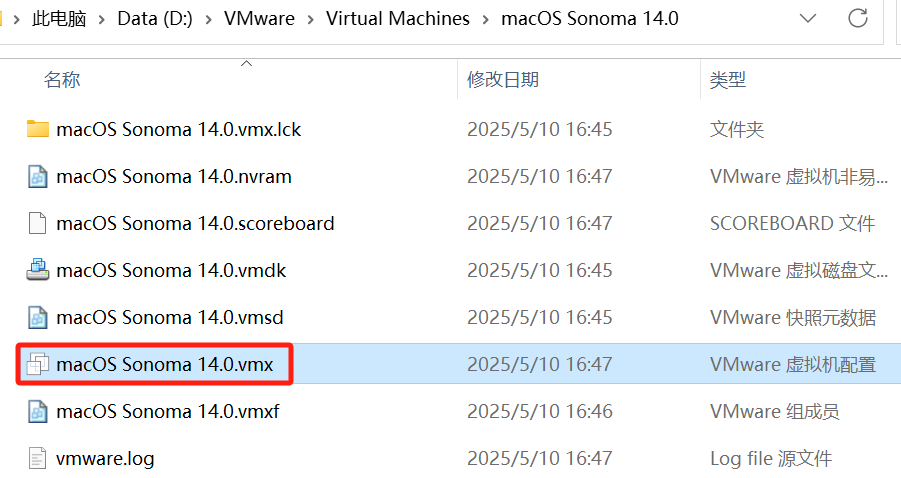 此电脑 > Data (D:) > VMware > Virtual Machines > macOS Sonoma 14.0
名称 修改日期 类型
macOS Sonoma 14.0.vmx.lck 2025/5/10 16:45 文件夹
macOS Sonoma 14.0.nvram 2025/5/10 16:47 VMware 虚拟机非易...
macOS Sonoma 14.0.scoreboard 2025/5/10 16:47 SCOREBOARD 文件
macOS Sonoma 14.0.vmdk 2025/5/10 16:45 VMware 虚拟磁盘文...
macOS Sonoma 14.0.vmsd 2025/5/10 16:45 VMware 快照元数据
macOS Sonoma 14.0.vmx 2025/5/10 16:47 VMware 虚拟机配置
macOS Sonoma 14.0.vmxf 2025/5/10 16:46 VMware 组成员
vmware.log 2025/5/10 16:47 Log file 源文件